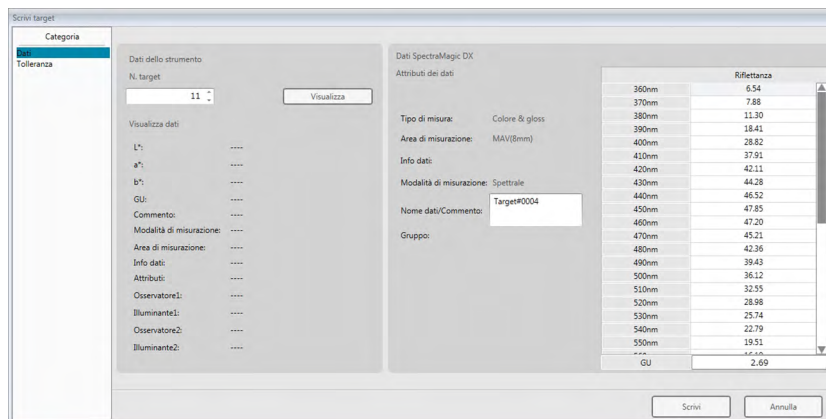 Scrivi target
Categoria
Dati
Tolleranza
Dati dello strumento
N. target
11
Visualizza
Visualizza dati
L*: ----
a*: ----
b*: ----
GU: ----
Commento: ----
Modalità di misurazione: ----
Area di misurazione: ----
Info dati: ----
Attributi: ----
Osservatore1: ----
Illuminante1: ----
Osservatore2: ----
Illuminante2: ----
Dati SpectraMagic DX
Attributi dei dati
Tipo di misura: Colore & gloss
Area di misurazione: MAV(8mm)
Info dati:
Modalità di misurazione: Spettrale
Nome dati/Commento: Target#0004
Gruppo:
Riflettanza
360nm 6.54
370nm 7.88
380nm 11.30
390nm 18.41
400nm 28.82
410nm 37.91
420nm 42.11
430nm 44.28
440nm 46.52
450nm 47.85
460nm 47.20
470nm 45.21
480nm 42.36
490nm 39.43
500nm 36.12
510nm 32.55
520nm 28.98
530nm 25.74
540nm 22.79
550nm 19.51
GU 2.69
Scrivi
Annulla